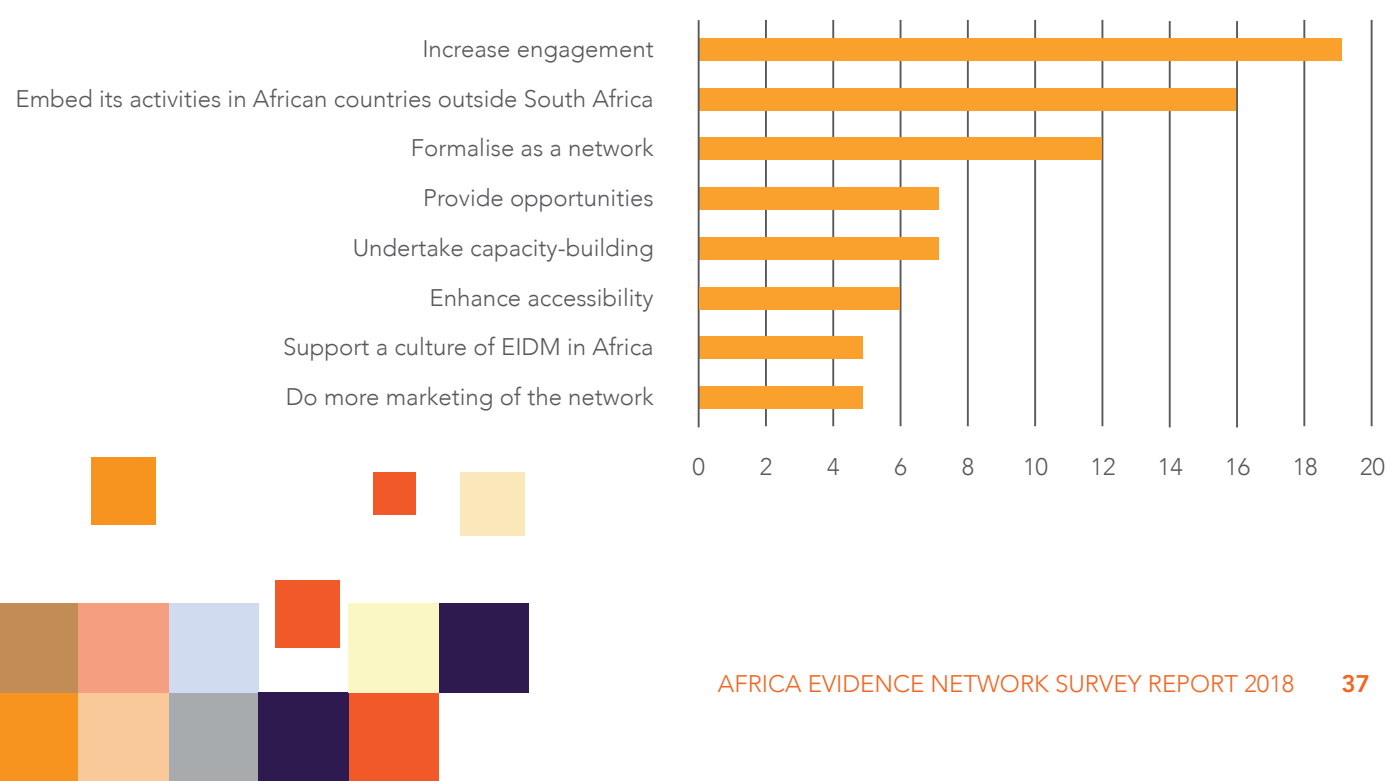 Increase engagement
Embed its activities in African countries outside South Africa
Formalise as a network
Provide opportunities
Undertake capacity-building
Enhance accessibility
Support a culture of EIDM in Africa
Do more marketing of the network
0 2 4 6 8 10 12 14 16 18 20
AFRICA EVIDENCE NETWORK SURVEY REPORT 2018 37